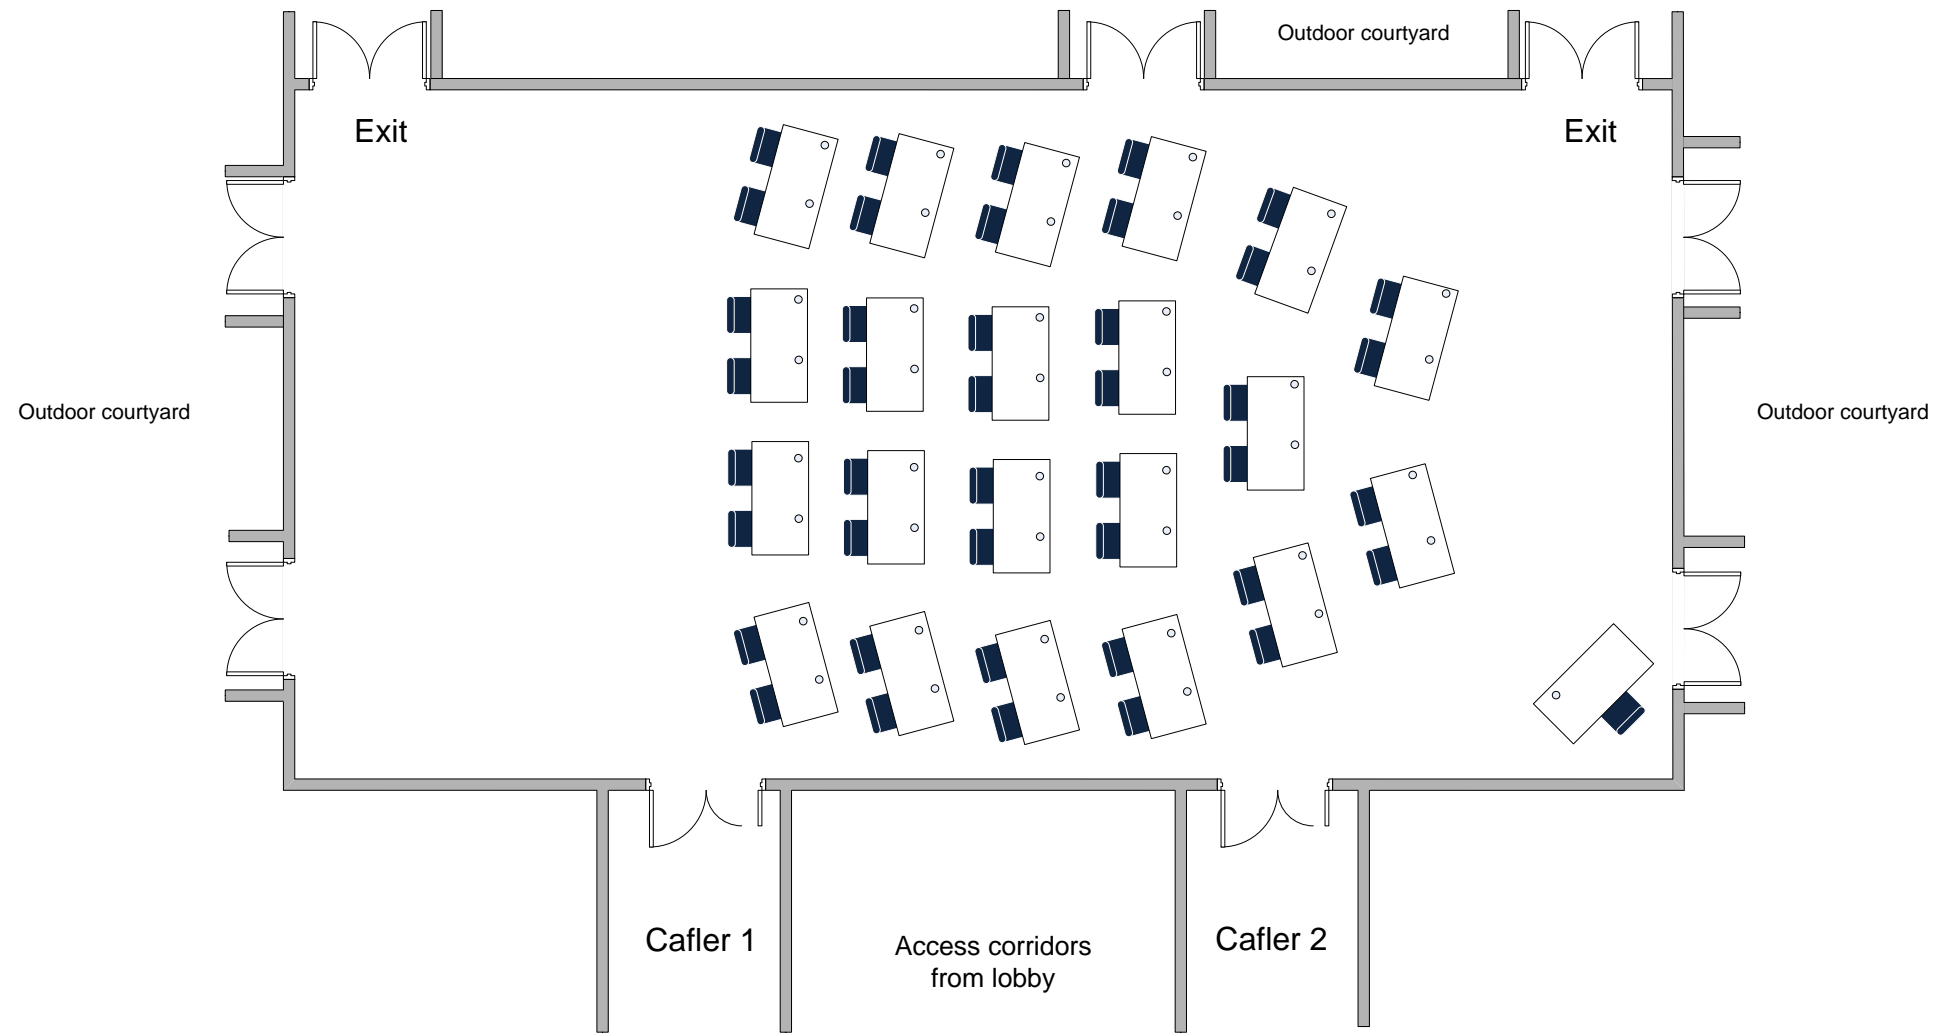 Outdoor courtyard
Exit
Exit
Outdoor courtyard
Outdoor courtyard
Cafler 1
Access corridors
from lobby
Cafler 2